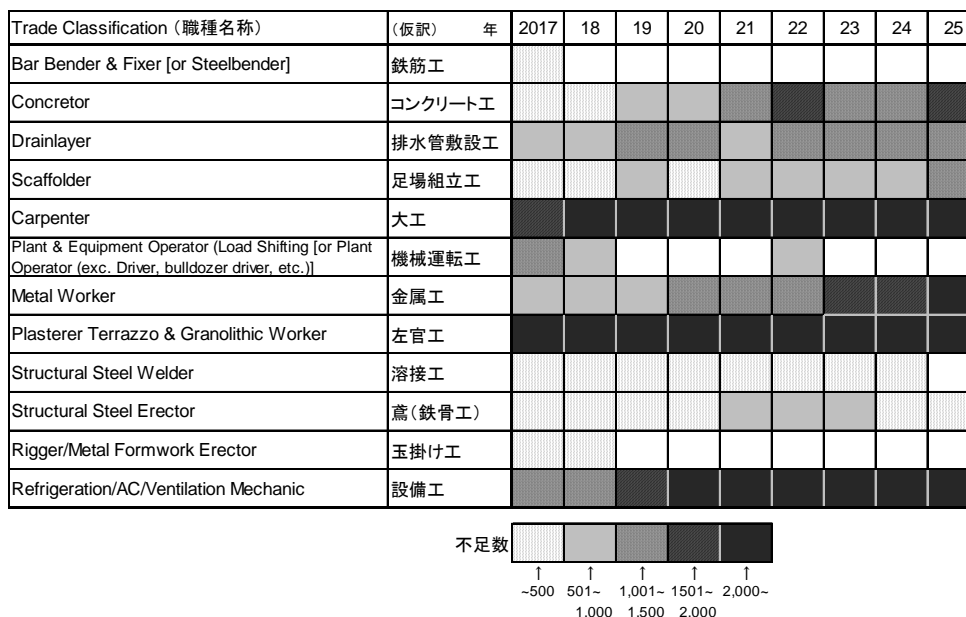 Trade Classification（職種名称） （仮訳） 年 2017 18 19 20 21 22 23 24 25
Bar Bender & Fixer [or Steelbender] 鉄筋工
Concretor コンクリート工
Drainlayer 排水管敷設工
Scaffolder 足場組立工
Carpenter 大工
Plant & Equipment Operator (Load Shifting [or Plant
Operator (exc. Driver, bulldozer driver, etc.)] 機械運転工
Metal Worker 金属工
Plasterer Terrazzo & Granolithic Worker 左官工
Structural Steel Welder 溶接工
Structural Steel Erector 鳶（鉄骨工）
Rigger/Metal Formwork Erector 玉掛け工
Refrigeration/AC/Ventilation Mechanic 設備工
不足数
↑ ↑ ↑ ↑ ↑
~500 501~ 1,001~ 1501~ 2,000~
1,000 1,500 2,000